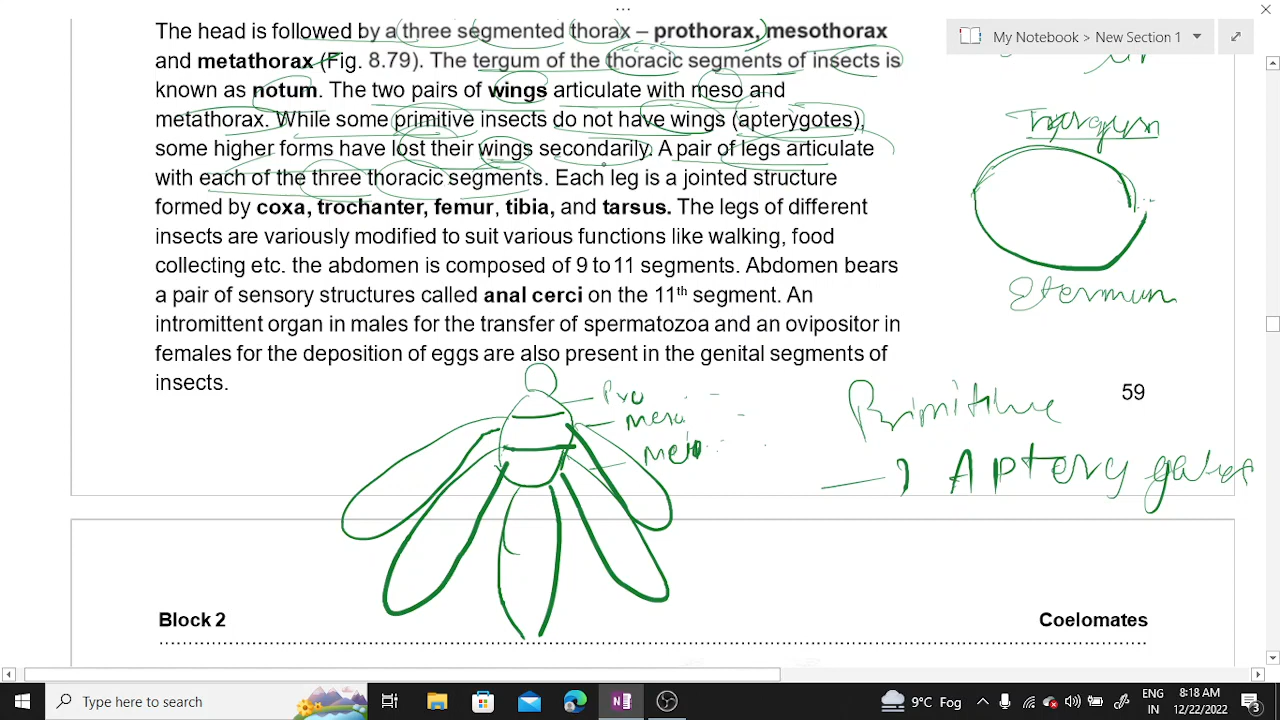 ...
My Notebook > New Section 1
The head is followed by a three segmented thorax – prothorax, mesothorax
and metathorax (Fig. 8.79). The tergum of the thoracic segments of insects is
known as notum. The two pairs of wings articulate with meso and
metathorax. While some primitive insects do not have wings (apterygotes),
some higher forms have lost their wings secondarily. A pair of legs articulate
with each of the three thoracic segments. Each leg is a jointed structure
formed by coxa, trochanter, femur, tibia, and tarsus. The legs of different
insects are variously modified to suit various functions like walking, food
collecting etc. the abdomen is composed of 9 to 11 segments. Abdomen bears
a pair of sensory structures called anal cerci on the 11th segment. An
intromittent organ in males for the transfer of spermatozoa and an ovipositor in
females for the deposition of eggs are also present in the genital segments of
insects.
59
Pro
meso
Primitive
Block 2
Coelomates
Type here to search
9°C Fog
ENG
IN
8:18 AM
12/22/2022
3